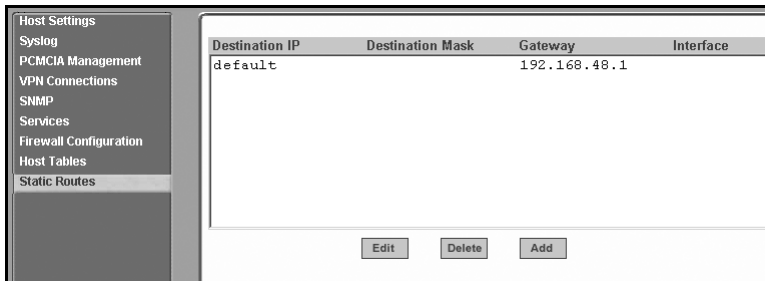 Host Settings
Syslog
PCMCIA Management
VPN Connections
SNMP
Services
Firewall Configuration
Host Tables
Static Routes
Destination IP Destination Mask Gateway Interface
default 192.168.48.1
Edit Delete Add